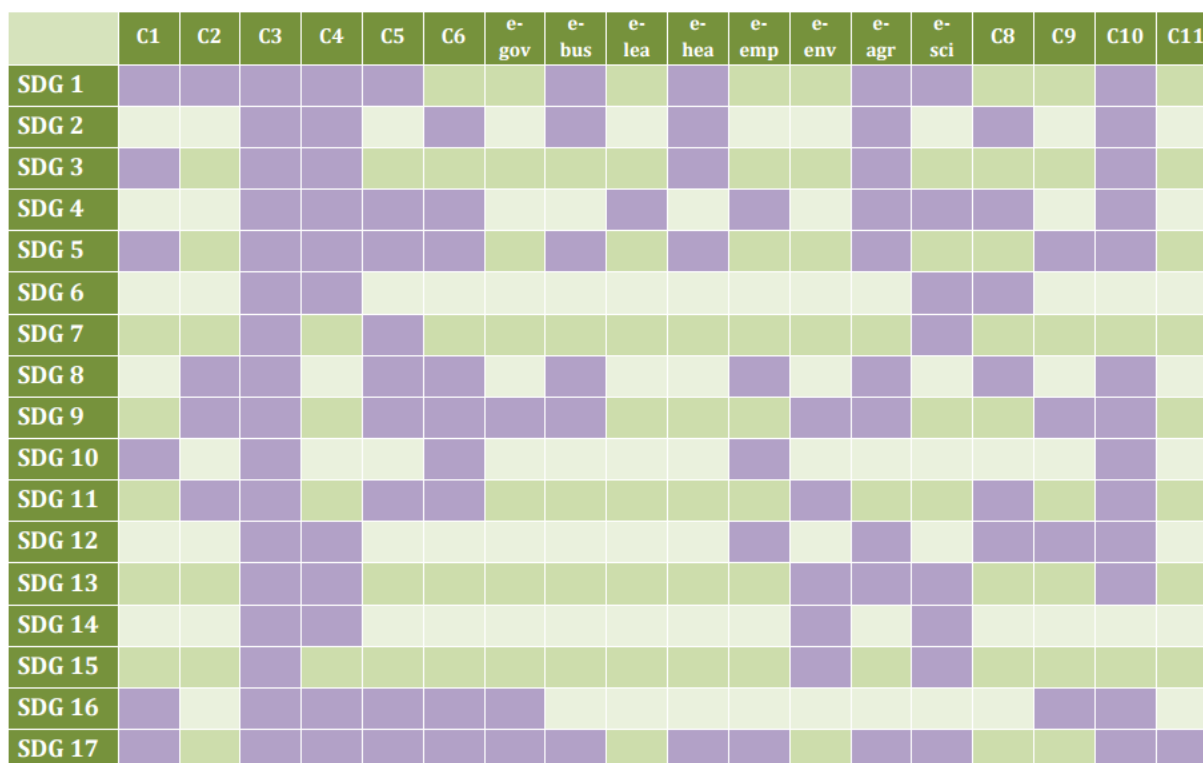 C1 C2 C3 C4 C5 C6 e-gov e-bus e-lea e-hea e-emp e-env e-agr e-sci C8 C9 C10 C11
SDG 1
SDG 2
SDG 3
SDG 4
SDG 5
SDG 6
SDG 7
SDG 8
SDG 9
SDG 10
SDG 11
SDG 12
SDG 13
SDG 14
SDG 15
SDG 16
SDG 17